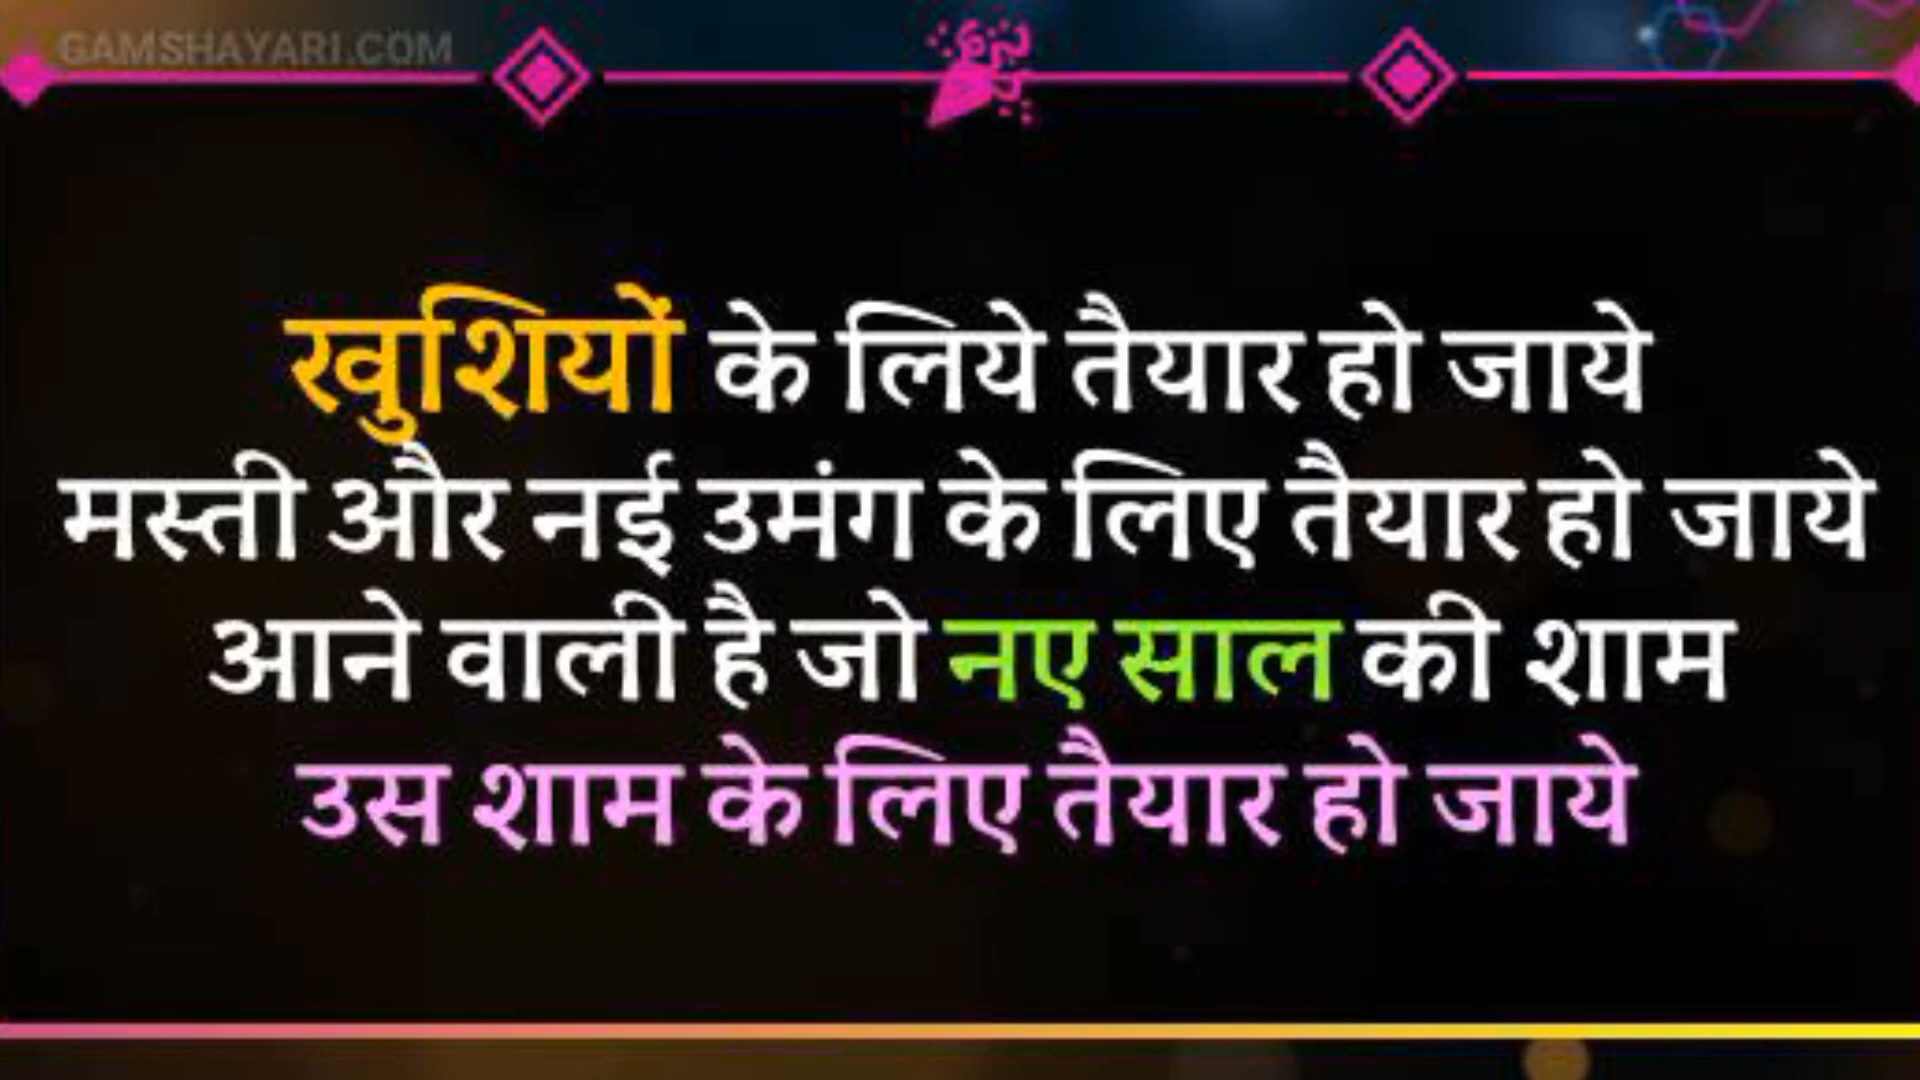 GAMSHAYARI.COM
खुशियों के लिये तैयार हो जाये
मस्ती और नई उमंग के लिए तैयार हो जाये
आने वाली है जो नए साल की शाम
उस शाम के लिए तैयार हो जाये